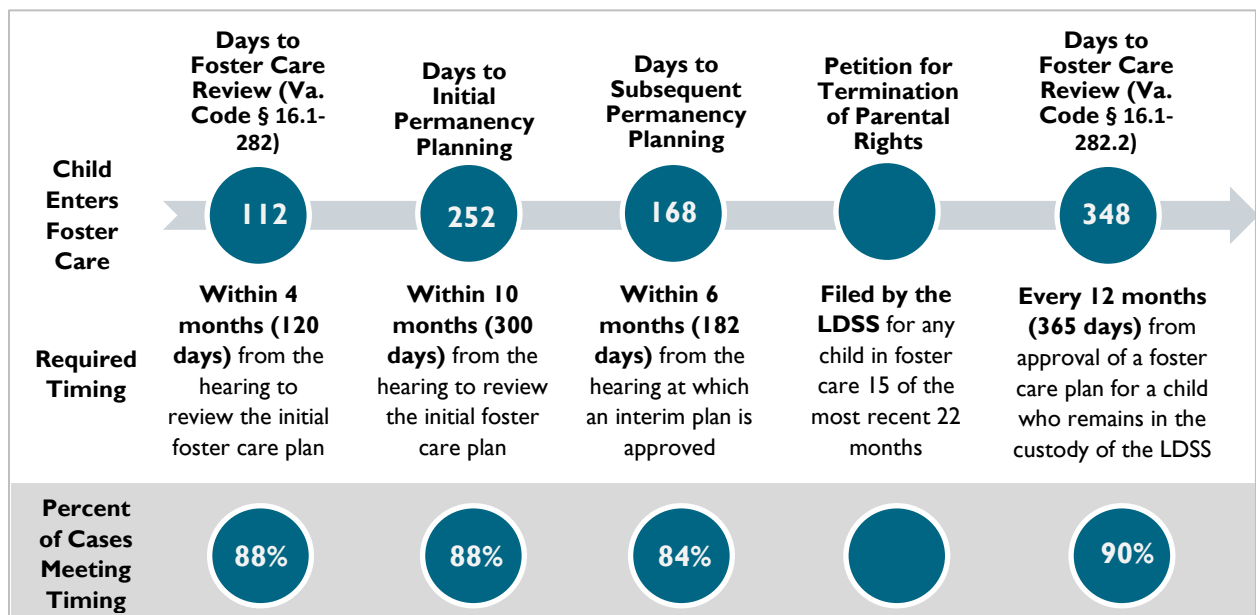 Days to
Foster Care
Review (Va.
Code § 16.1-
282)
Days to
Initial
Permanency
Planning
Days to
Subsequent
Permanency
Planning
Petition for
Termination
of Parental
Rights
Days to
Foster Care
Review (Va.
Code § 16.1-
282.2)
Child
Enters
Foster
Care
112
252
168
348
Required
Timing
Within 4
months (120
days) from the
hearing to
review the initial
foster care plan
Within 10
months (300
days) from the
hearing to review
the initial foster
care plan
Within 6
months (182
days) from the
hearing at which
an interim plan is
approved
Filed by the
LDSS for any
child in foster
care 15 of the
most recent 22
months
Every 12 months
(365 days) from
approval of a foster
care plan for a child
who remains in the
custody of the LDSS
Percent
of Cases
Meeting
Timing
88%
88%
84%
90%